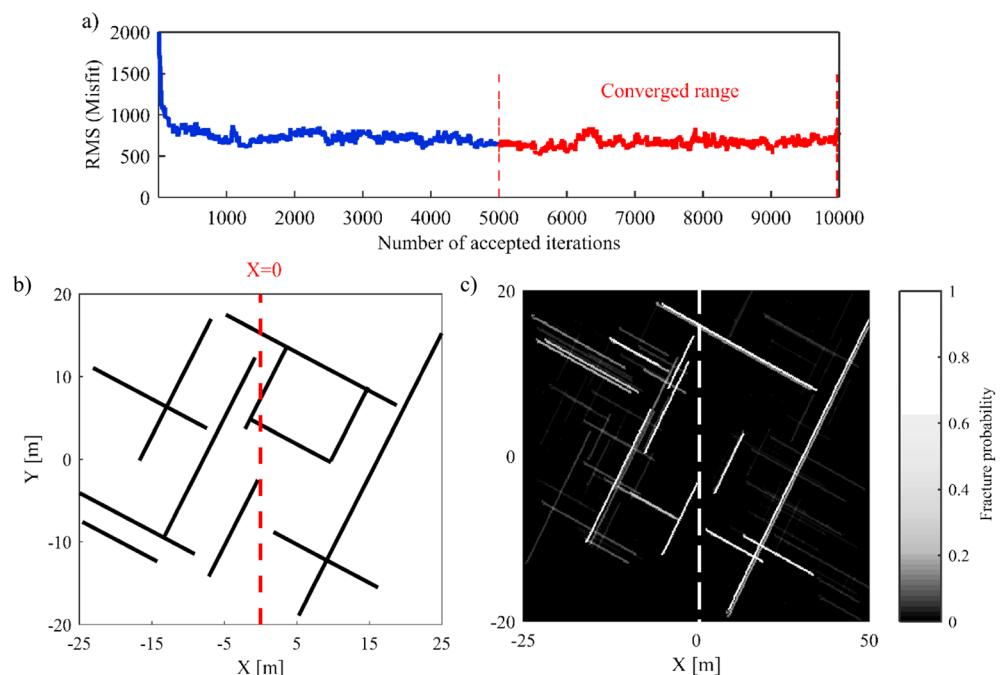 a)
2000
1500
1000
500
0
RMS (Misfit)
Converged range
1000 2000 3000 4000 5000 6000 7000 8000 9000 10000
Number of accepted iterations
b)
X=0
20
10
0
-10
-20
Y [m]
-25 -15 -5 5 15 25
X [m]
c)
20
0
-20
-25 0 50
X [m]
1
0.8
0.6
0.4
0.2
0
Fracture probability